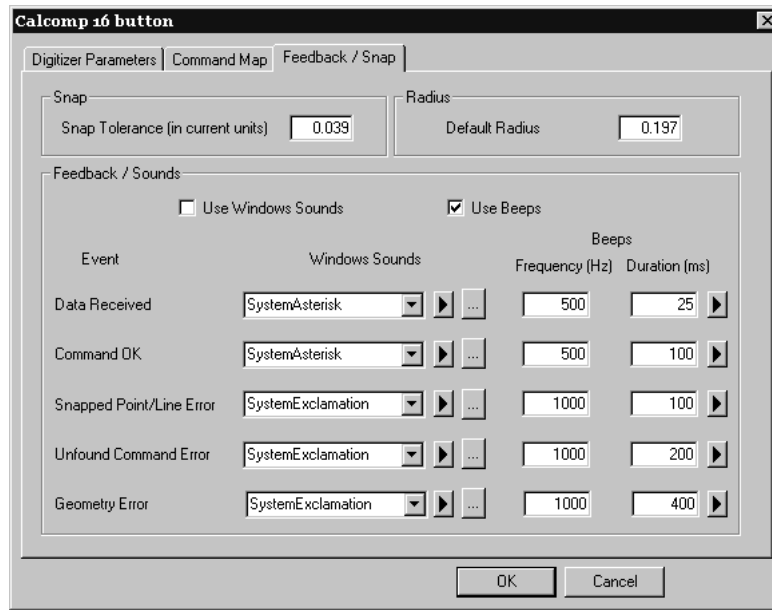 Calcomp 16 button
Digitizer Parameters Command Map Feedback / Snap
Snap Radius
Snap Tolerance (in current units) 0.039 Default Radius 0.197
Feedback / Sounds
Use Windows Sounds Use Beeps
Beeps
Event Windows Sounds Frequency (Hz) Duration (ms)
Data Received SystemAsterisk ... 500 25
Command OK SystemAsterisk ... 500 100
Snapped Point/Line Error SystemExclamation ... 1000 100
Unfound Command Error SystemExclamation ... 1000 200
Geometry Error SystemExclamation ... 1000 400
OK Cancel